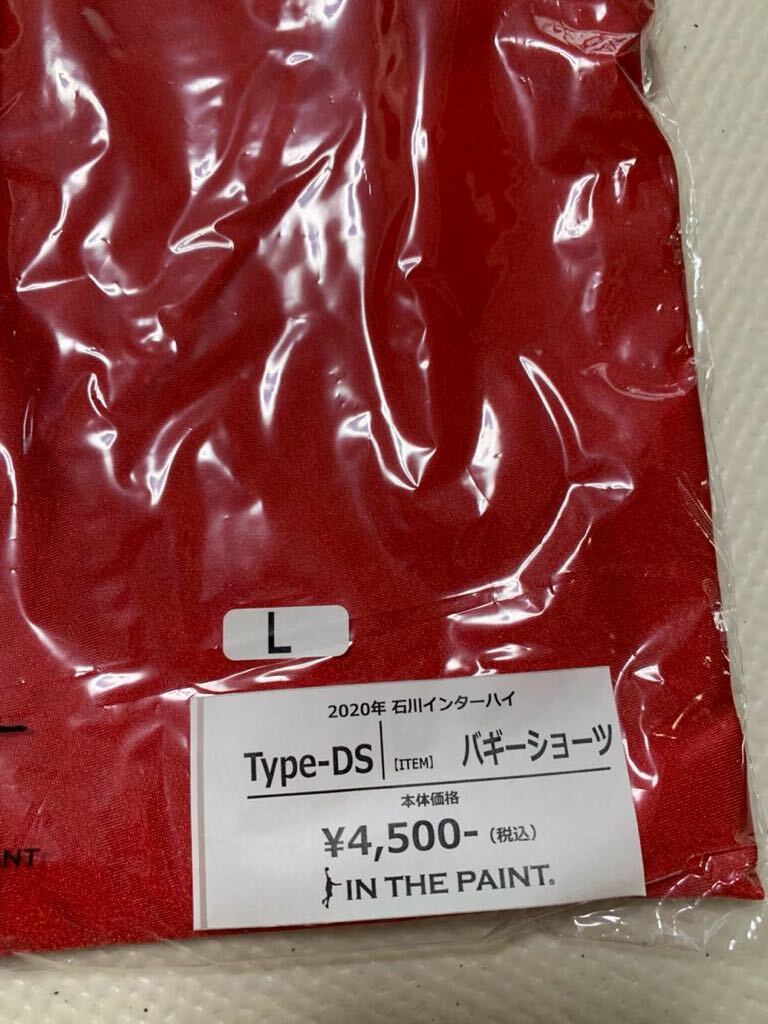 L
2020年 石川インターハイ
Type-DS 【ITEM】 バギーショーツ
本体価格
¥4,500-（税込）
IN THE PAINT®
NT